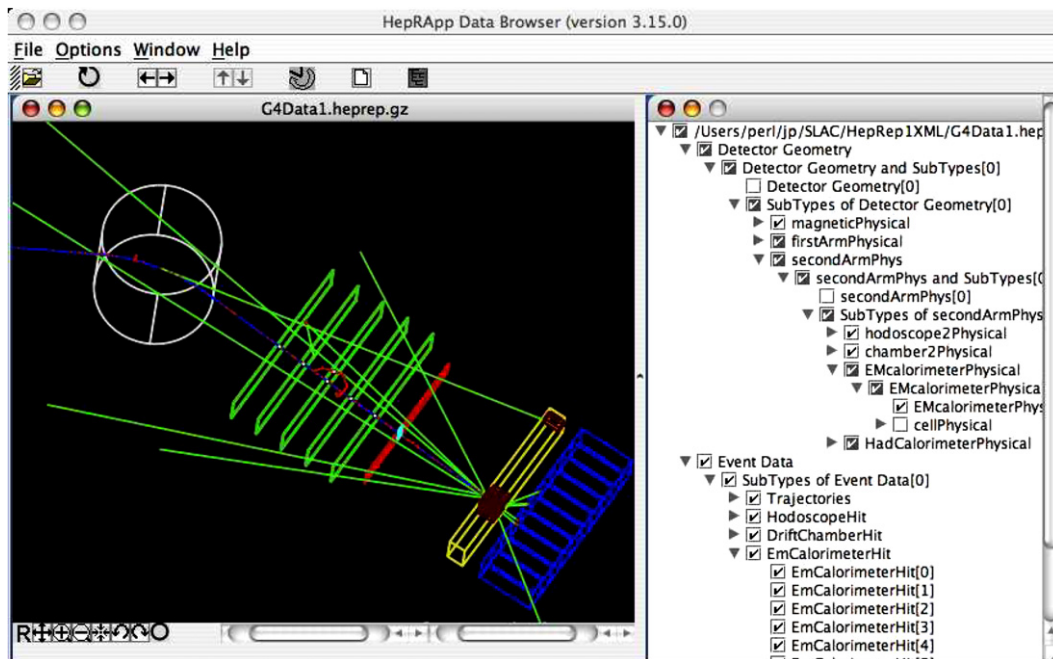 HepRApp Data Browser (version 3.15.0)
File Options Window Help
G4Data1.heprep.gz
/Users/perl/jp/SLAC/HepRep1XML/G4Data1.hep
Detector Geometry
Detector Geometry and SubTypes[0]
Detector Geometry[0]
SubTypes of Detector Geometry[0]
magneticPhysical
firstArmPhysical
secondArmPhys
secondArmPhys and SubTypes[0
secondArmPhys[0]
SubTypes of secondArmPhys
hodoscope2Physical
chamber2Physical
EMcalorimeterPhysical
EMcalorimeterPhysica
EMcalorimeterPhys
cellPhysical
HadCalorimeterPhysical
Event Data
SubTypes of Event Data[0]
Trajectories
HodoscopeHit
DriftChamberHit
EmCalorimeterHit
EmCalorimeterHit[0]
EmCalorimeterHit[1]
EmCalorimeterHit[2]
EmCalorimeterHit[3]
EmCalorimeterHit[4]
R